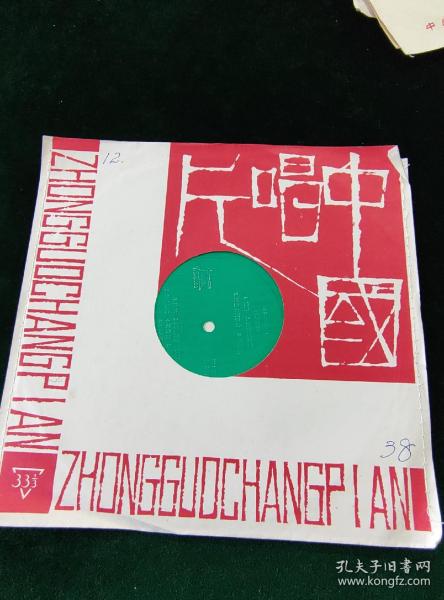 12.
中國唱片
ZHONGGUOCHANGPIAN
ZHONGGUOCHANGPIAN
33⅓
38
中
孔夫子旧书网
www.kongfz.com